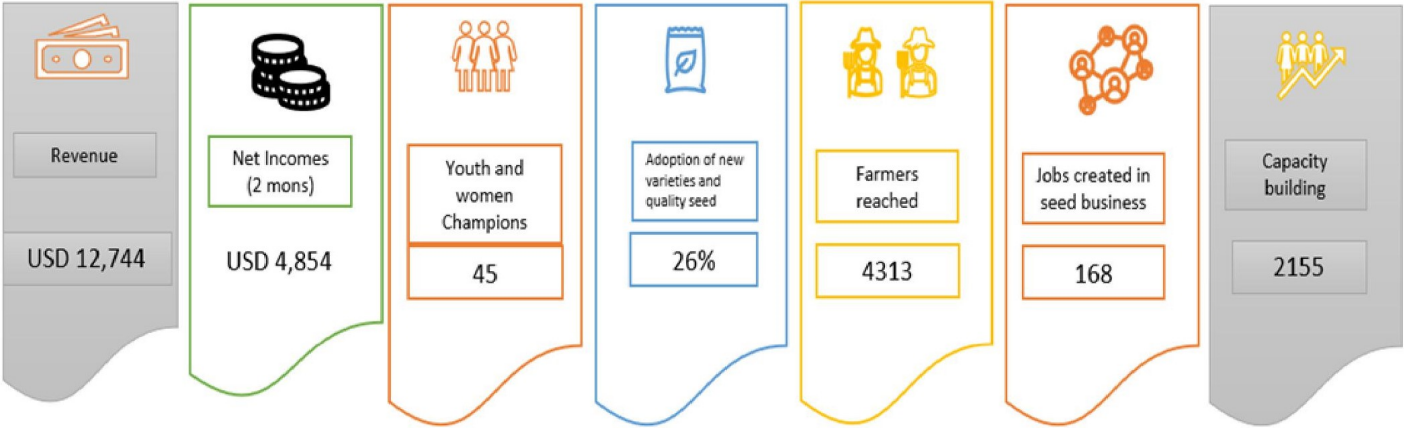 Revenue
USD 12,744
Net Incomes
(2 mons)
USD 4,854
Youth and
women
Champions
45
Adoption of new
varieties and
quality seed
26%
Farmers
reached
4313
Jobs created in
seed business
168
Capacity
building
2155